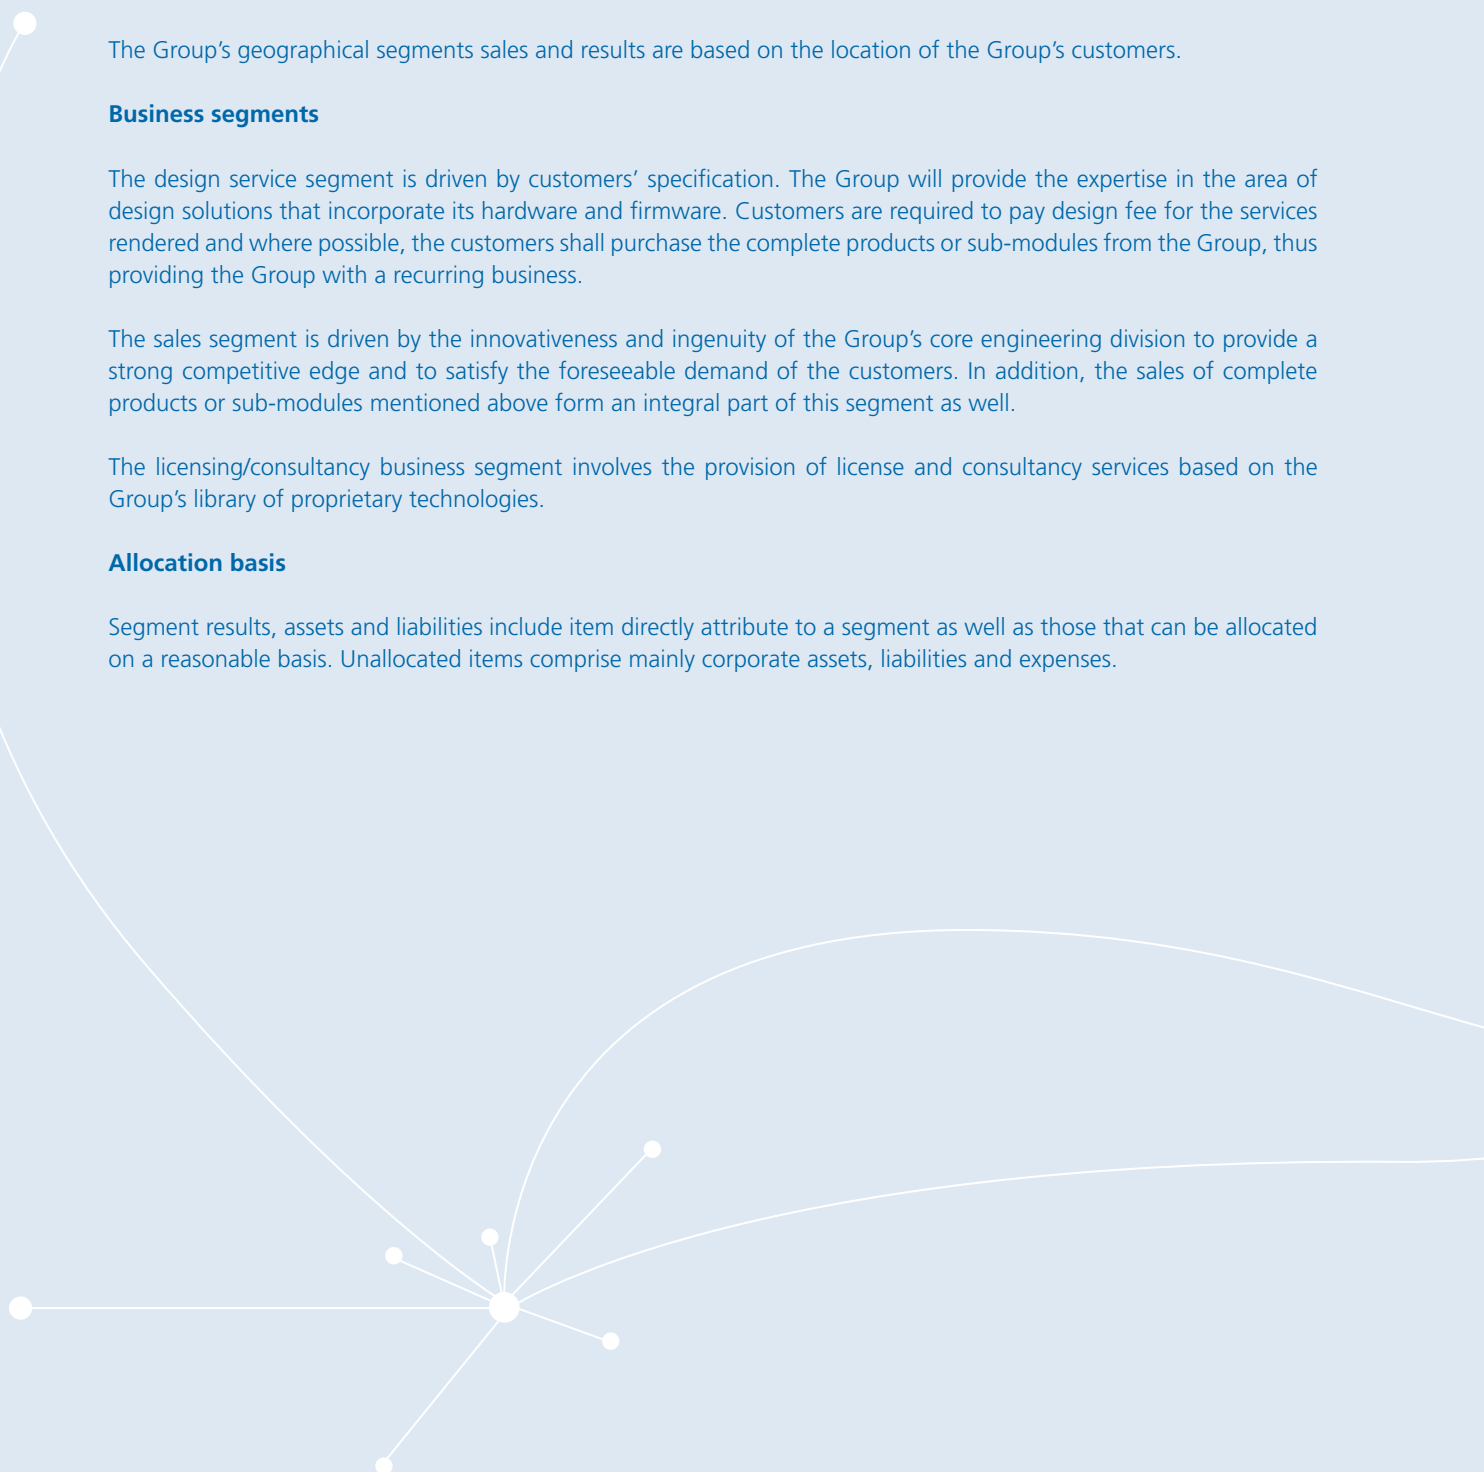 The Group’s geographical segments sales and results are based on the location of the Group’s customers.
Business segments
The design service segment is driven by customers’ specification. The Group will provide the expertise in the area of
design solutions that incorporate its hardware and firmware. Customers are required to pay design fee for the services
rendered and where possible, the customers shall purchase the complete products or sub-modules from the Group, thus
providing the Group with a recurring business.
The sales segment is driven by the innovativeness and ingenuity of the Group’s core engineering division to provide a
strong competitive edge and to satisfy the foreseeable demand of the customers. In addition, the sales of complete
products or sub-modules mentioned above form an integral part of this segment as well.
The licensing/consultancy business segment involves the provision of license and consultancy services based on the
Group’s library of proprietary technologies.
Allocation basis
Segment results, assets and liabilities include item directly attribute to a segment as well as those that can be allocated
on a reasonable basis. Unallocated items comprise mainly corporate assets, liabilities and expenses.